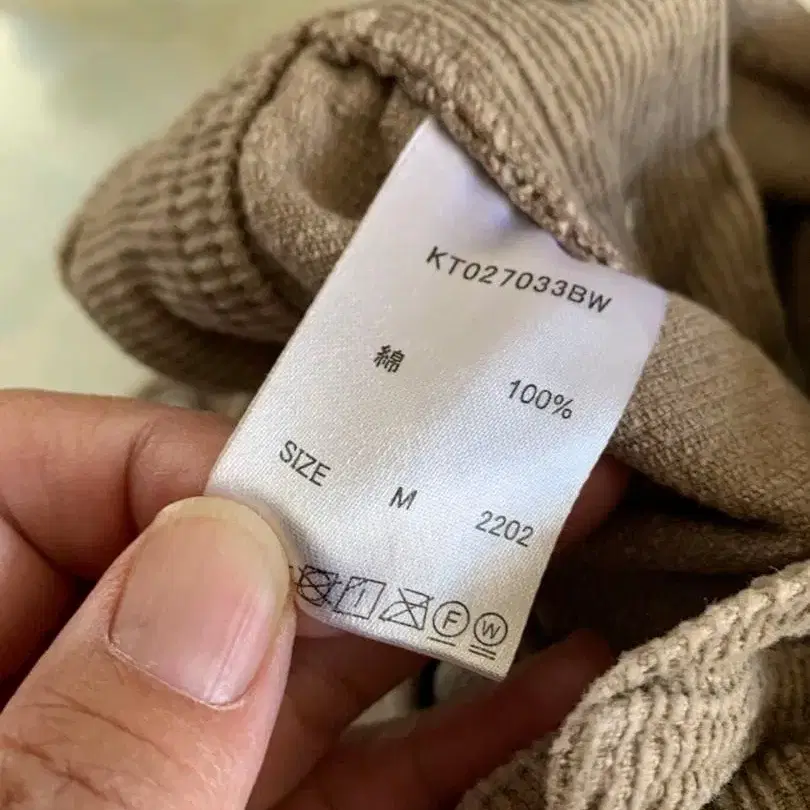 KT027033BW
綿 100%
SIZE M 2202
F W